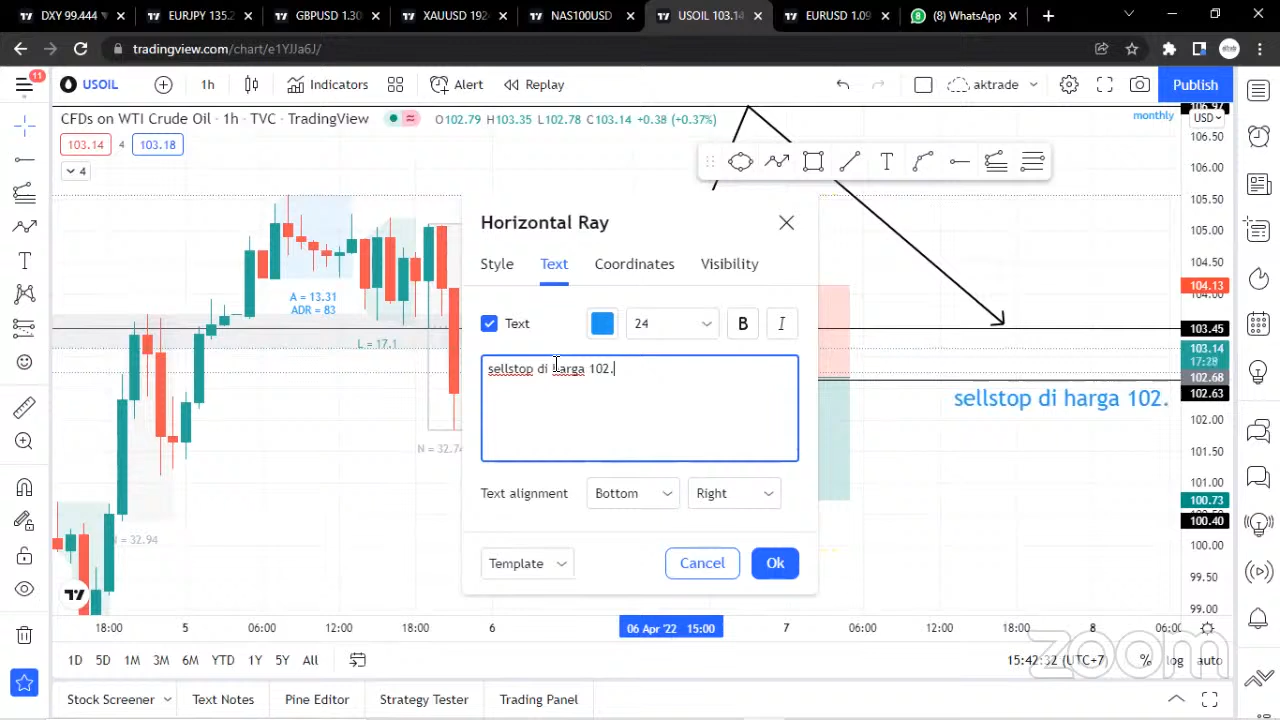 DXY 99.444
EURJPY 135.2
GBPUSD 1.30
XAUUSD 192
NAS100USD
USOIL 103.1
EURUSD 1.09
(8) WhatsApp
tradingview.com/chart/e1YJJa6J/
11
USOIL
1h
Indicators
Alert
Replay
aktrade
Publish
CFDs on WTI Crude Oil · 1h · TVC · TradingView
O102.79 H103.35 L102.78 C103.14 +0.38 (+0.37%)
103.14 4 103.18
4
monthly
106.97
USD
106.50
106.00
105.50
105.00
104.50
104.13
104.00
103.45
103.14
17:28
102.68
102.63
102.00
101.50
101.00
100.73
100.40
100.00
99.50
99.00
A = 13.31
ADR = 83
L = 17.1
N = 32.74
N = 32.94
Horizontal Ray
Style Text Coordinates Visibility
Text 24 B I
sellstop di harga 102.
sellstop di harga 102.
Text alignment Bottom Right
Template Cancel Ok
18:00 5 06:00 12:00 18:00 6 06 Apr '22 15:00 7 06:00 12:00 18:00 8 06:00
1D 5D 1M 3M 6M YTD 1Y 5Y All
15:42:32 (UTC+7) % log auto
zoom
Stock Screener Text Notes Pine Editor Strategy Tester Trading Panel